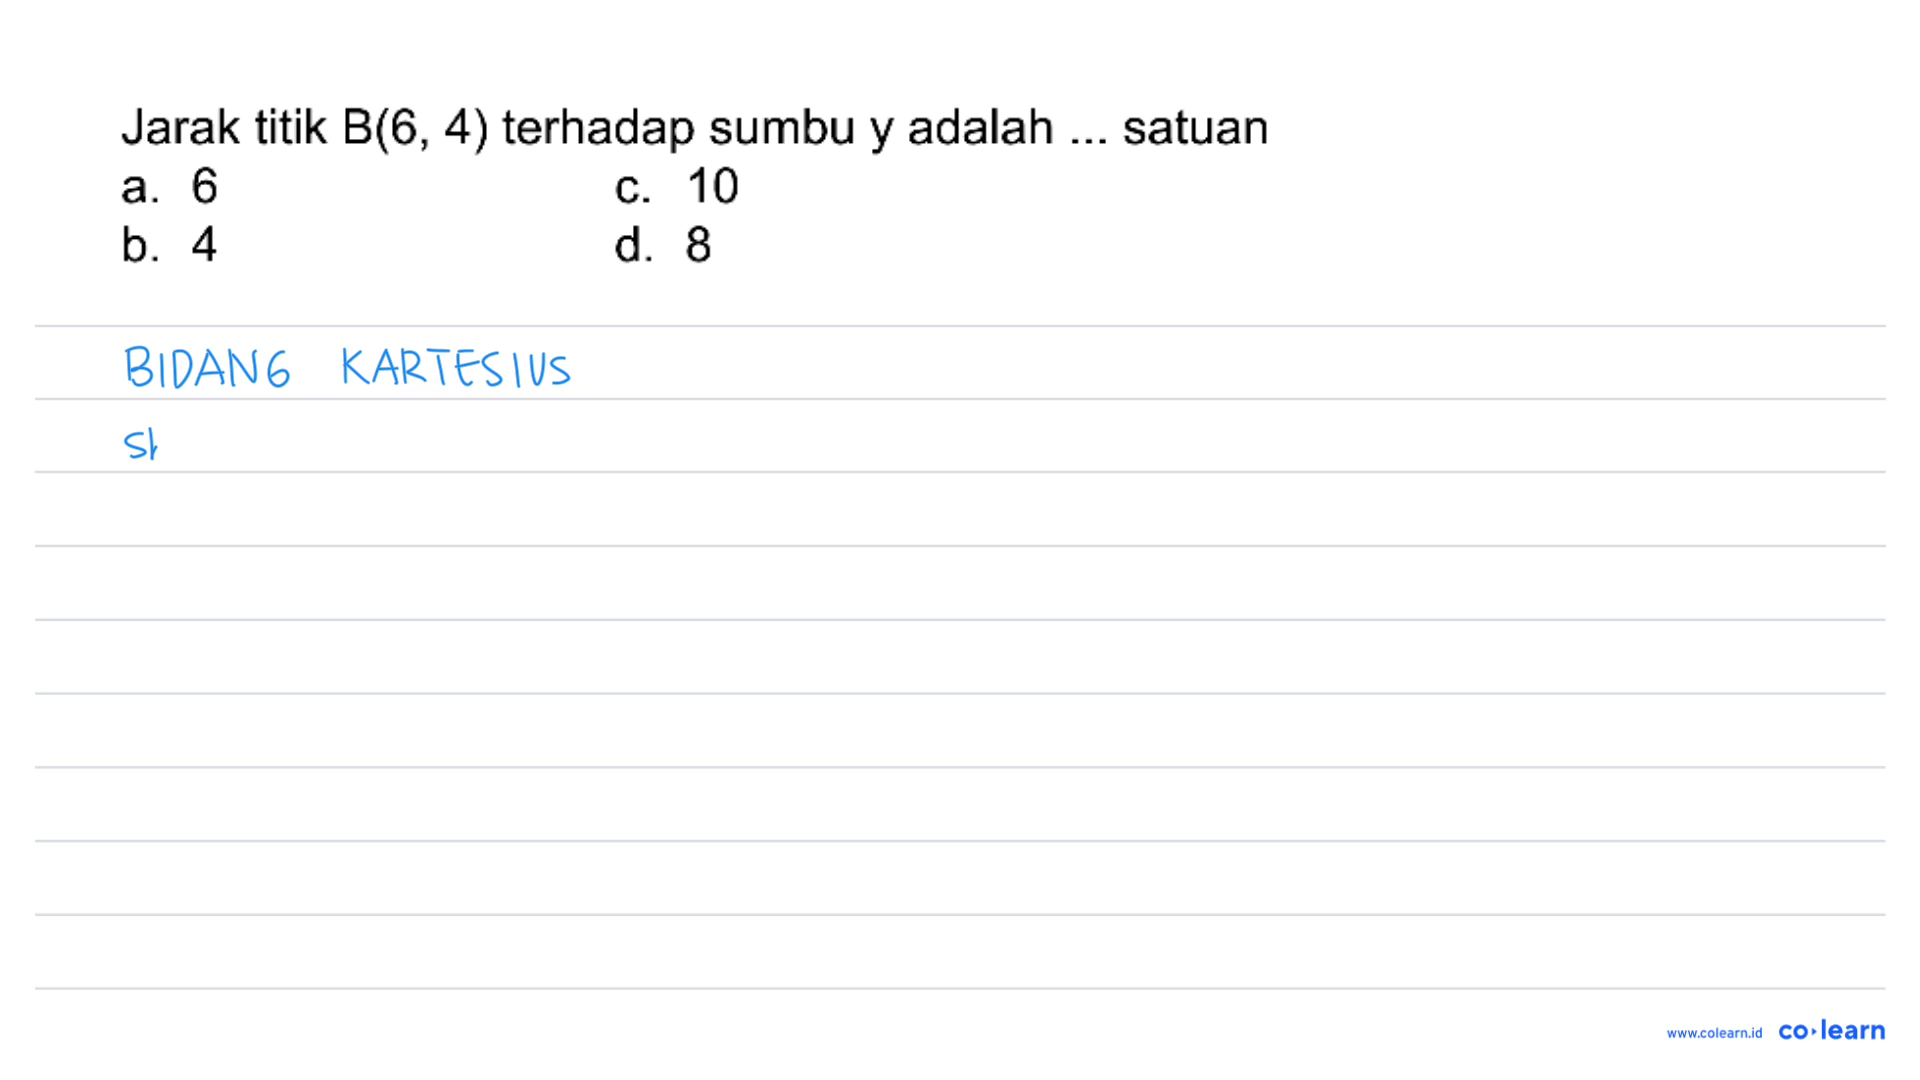 Jarak titik B(6, 4) terhadap sumbu y adalah ... satuan
a. 6 c. 10
b. 4 d. 8
BIDANG KARTESIUS
www.colearn.id co learn